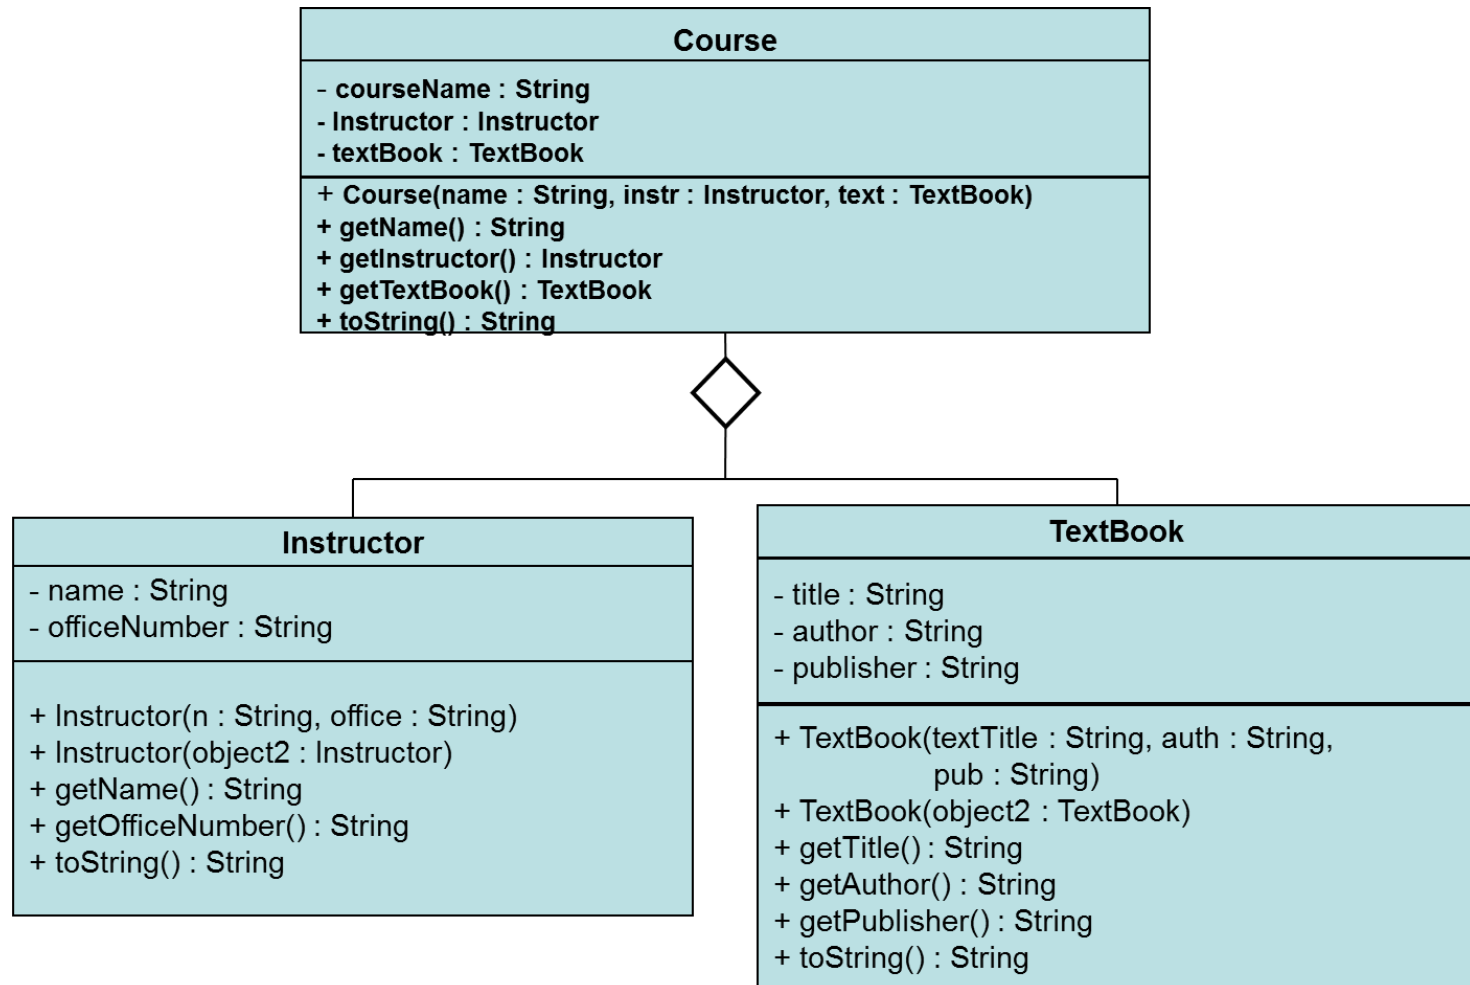 Course
- courseName : String
- Instructor : Instructor
- textBook : TextBook
+ Course(name : String, instr : Instructor, text : TextBook)
+ getName() : String
+ getInstructor() : Instructor
+ getTextBook() : TextBook
+ toString() : String
Instructor
- name : String
- officeNumber : String
+ Instructor(n : String, office : String)
+ Instructor(object2 : Instructor)
+ getName() : String
+ getOfficeNumber() : String
+ toString() : String
TextBook
- title : String
- author : String
- publisher : String
+ TextBook(textTitle : String, auth : String,
pub : String)
+ TextBook(object2 : TextBook)
+ getTitle() : String
+ getAuthor() : String
+ getPublisher() : String
+ toString() : String